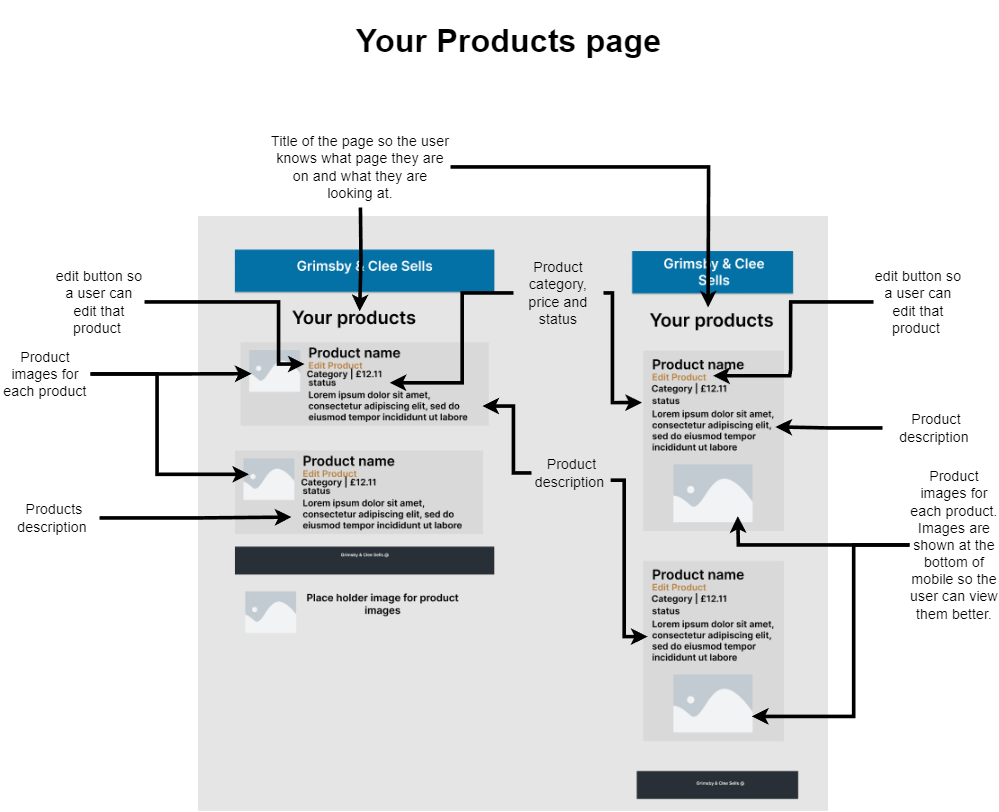 Your Products page
Title of the page so the user
knows what page they are
on and what they are
looking at.
edit button so
a user can
edit that
product
Product
images for
each product
Products
description
Grimsby & Clee Sells
Your products
Product name
Edit Product
Category | £12.11
status
Lorem ipsum dolor sit amet,
consectetur adipiscing elit, sed do
eiusmod tempor incididunt ut labore
Product name
Edit Product
Category | £12.11
status
Lorem ipsum dolor sit amet,
consectetur adipiscing elit, sed do
eiusmod tempor incididunt ut labore
Grimsby & Clee Sells @
Place holder image for product
images
Product
category,
price and
status
Product
description
Grimsby & Clee
Sells
Your products
Product name
Edit Product
Category | £12.11
status
Lorem ipsum dolor sit amet,
consectetur adipiscing elit,
sed do eiusmod tempor
incididunt ut labore
Product name
Edit Product
Category | £12.11
status
Lorem ipsum dolor sit amet,
consectetur adipiscing elit,
sed do eiusmod tempor
incididunt ut labore
Grimsby & Clee Sells @
edit button so
a user can
edit that
product
Product
description
Product
images for
each product.
Images are
shown at the
bottom of
mobile so the
user can view
them better.